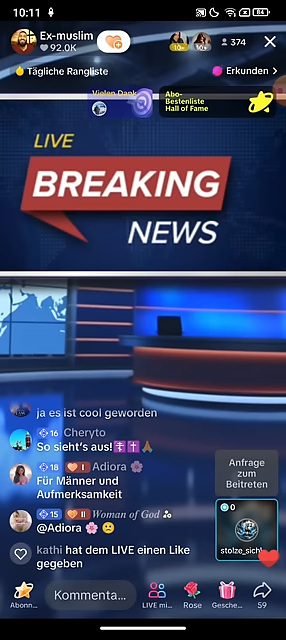 10:11
84
Ex-muslim
92.0K
10+
10+
374
Tägliche Rangliste
Erkunden >
Vielen Dank
Abo-
Bestenliste
Hall of Fame
LIVE
BREAKING
NEWS
ja es ist cool geworden
16 Cheryto
So sieht's aus!
18 I Adiora
Für Männer und
Aufmerksamkeit
15 II Woman of God
@Adiora
kathi hat dem LIVE einen Like
gegeben
Anfrage
zum
Beitreten
0
stolze_sich
Abonn...
Kommenta...
LIVE mi...
Rose
Gesche...
59